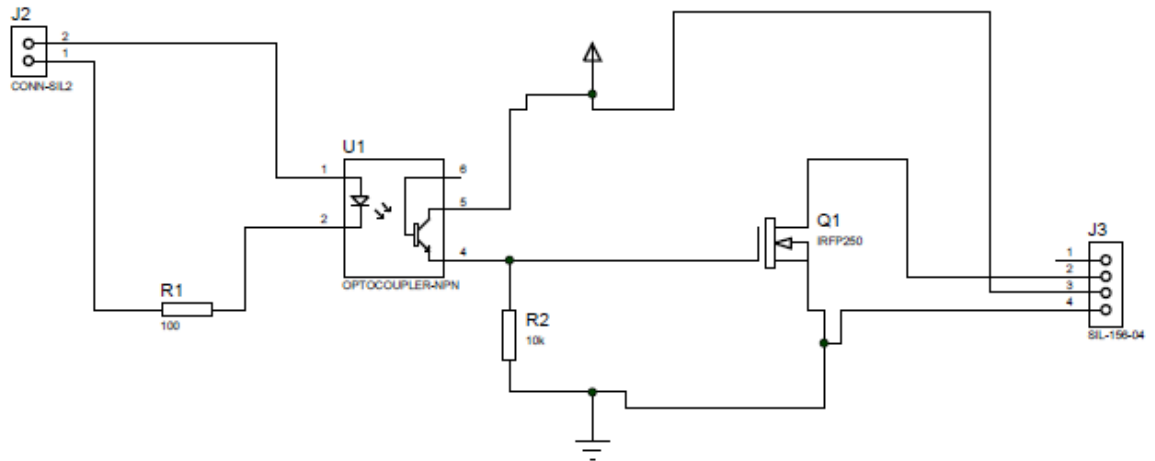 J2
2
1
CONN-SIL2
U1
1
2
6
5
4
OPTOCOUPLER-NPN
R1
100
R2
10k
Q1
IRFP250
J3
1
2
3
4
SIL-156-04